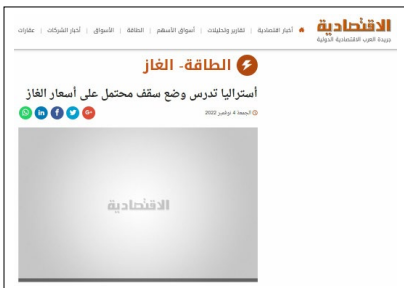 الاقتصادية
جريدة العرب الاقتصادية الدولية
أخبار اقتصادية | تقارير وتحليلات | أسواق الأسهم | الطاقة | الأسواق | أخبار الشركات | عقارات
الطاقة- الغاز
أستراليا تدرس وضع سقف محتمل على أسعار الغاز
الجمعة 4 نوفمبر 2022
الاقتصادية